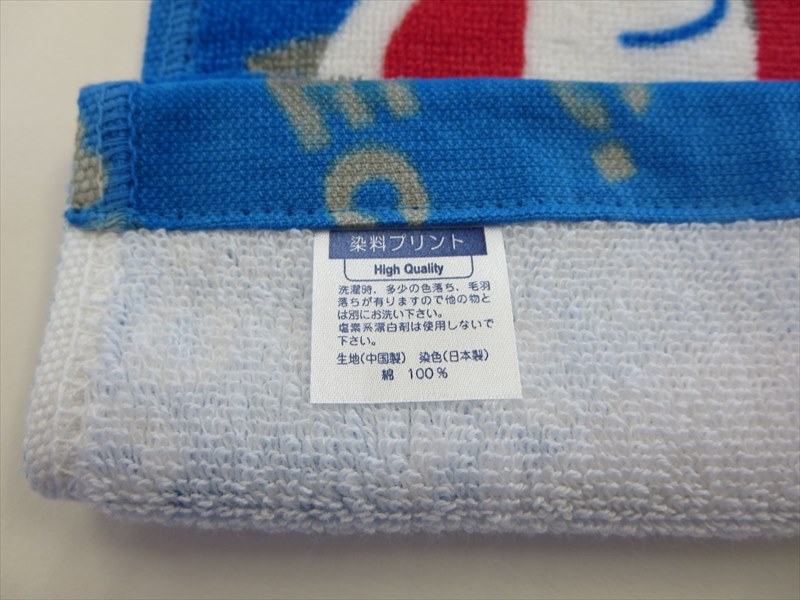 EC
染料プリント
High Quality
洗濯時、多少の色落ち、毛羽
落ちが有りますので他の物と
は別にお洗い下さい。
塩素系漂白剤は使用しないで
下さい。
生地(中国製) 染色(日本製)
綿 100%